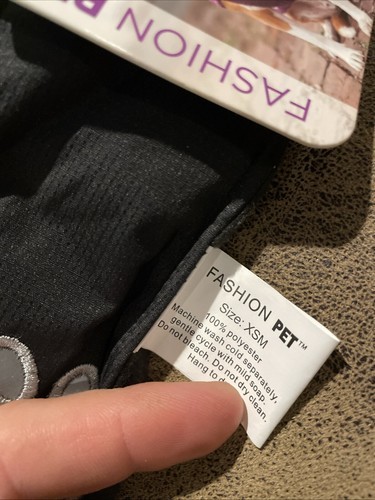 FASHION
FASHION PET™
Size: XSM
100% polyester
Machine wash cold separately,
gentle cycle with mild soap.
Do not bleach. Do not dry clean.
Hang to